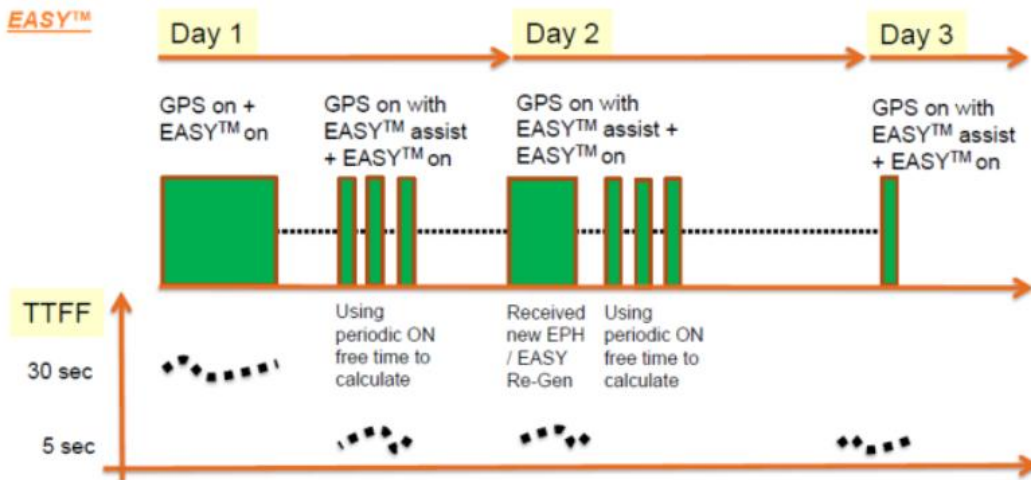 EASY™
Day 1
Day 2
Day 3
GPS on +
EASY™ on
GPS on with
EASY™ assist
+ EASY™ on
GPS on with
EASY™ assist +
EASY™ on
GPS on with
EASY™ assist
+ EASY™ on
TTFF
Using
periodic ON
free time to
calculate
Received
new EPH
/ EASY
Re-Gen
Using
periodic ON
free time to
calculate
30 sec
5 sec